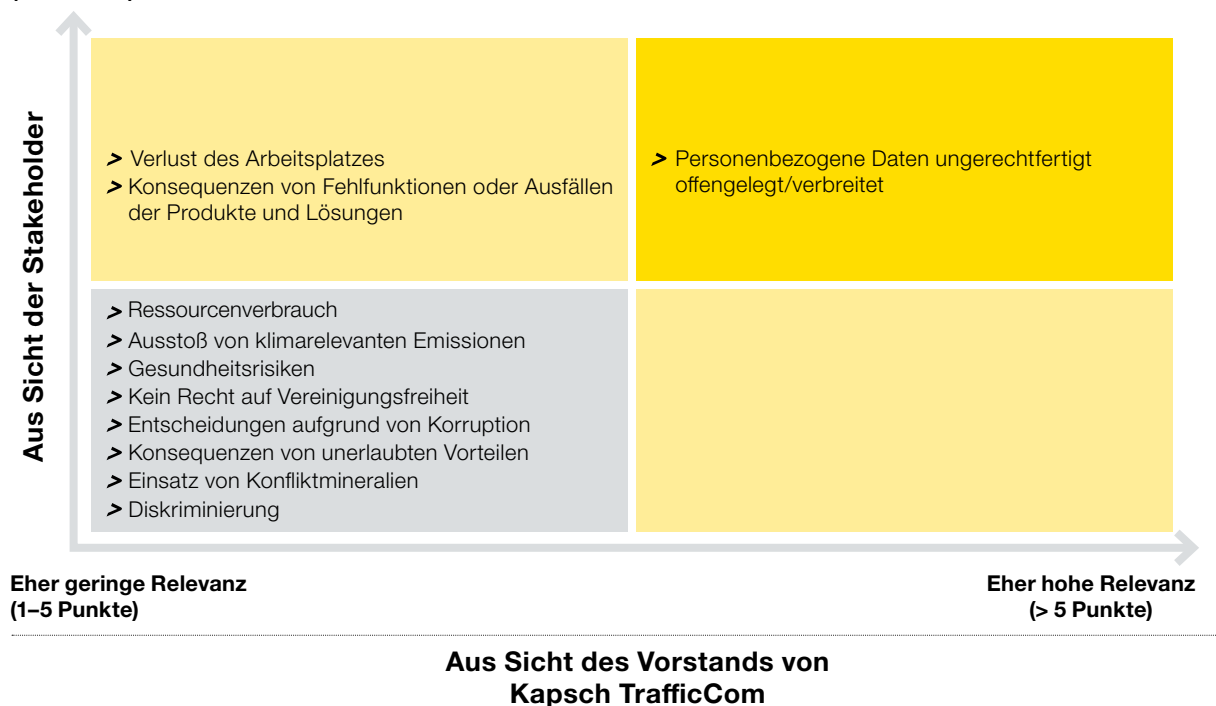 Aus Sicht der Stakeholder
> Verlust des Arbeitsplatzes
> Konsequenzen von Fehlfunktionen oder Ausfällen
der Produkte und Lösungen
> Personenbezogene Daten ungerechtfertigt
offengelegt/verbreitet
> Ressourcenverbrauch
> Ausstoß von klimarelevanten Emissionen
> Gesundheitsrisiken
> Kein Recht auf Vereinigungsfreiheit
> Entscheidungen aufgrund von Korruption
> Konsequenzen von unerlaubten Vorteilen
> Einsatz von Konfliktmineralien
> Diskriminierung
Eher geringe Relevanz
(1–5 Punkte)
Eher hohe Relevanz
(> 5 Punkte)
Aus Sicht des Vorstands von
Kapsch TrafficCom